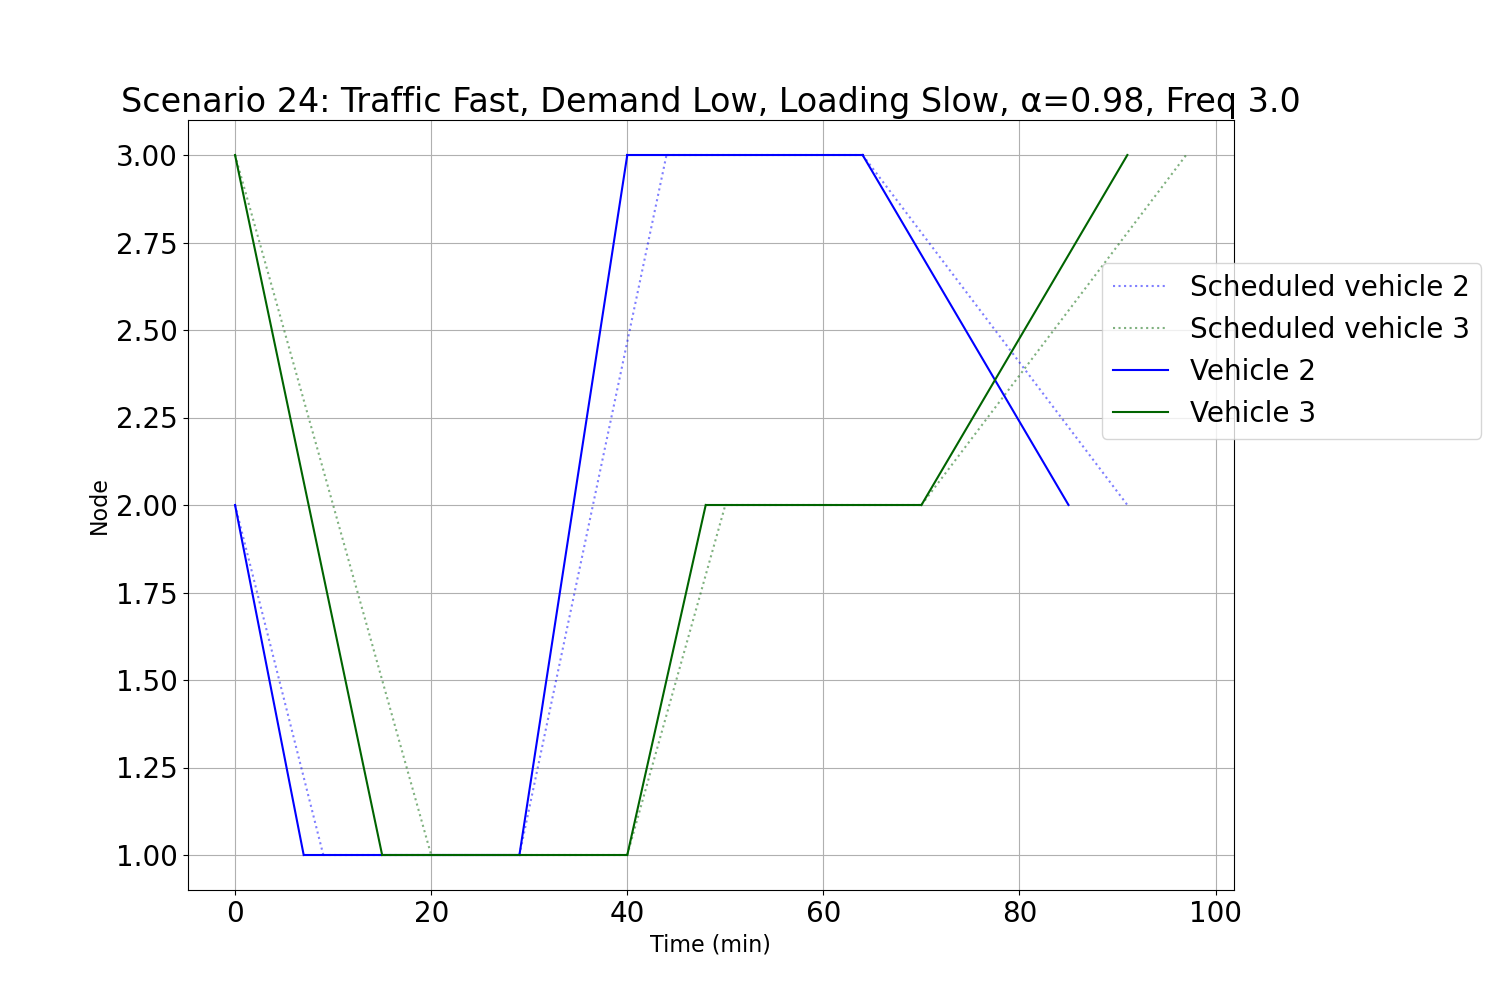 Scenario 24: Traffic Fast, Demand Low, Loading Slow, α=0.98, Freq 3.0
3.00
2.75
2.50
2.25
2.00
1.75
1.50
1.25
1.00
Node
Scheduled vehicle 2
Scheduled vehicle 3
Vehicle 2
Vehicle 3
0 20 40 60 80 100
Time (min)